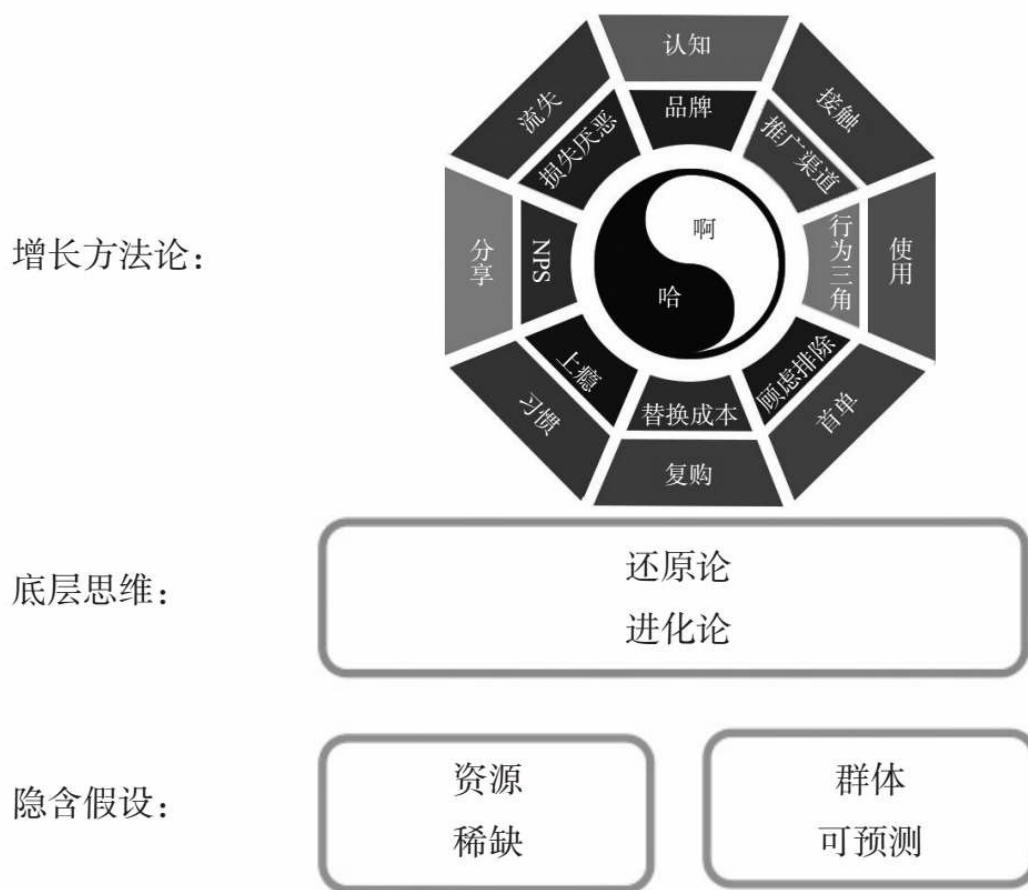 增长方法论：
认知
接触
使用
首单
复购
习惯
分享
流失
品牌
推广渠道
行为三角
顾虑排除
替换成本
上瘾
NPS
损失厌恶
啊
哈
底层思维：
还原论
进化论
隐含假设：
资源
稀缺
群体
可预测